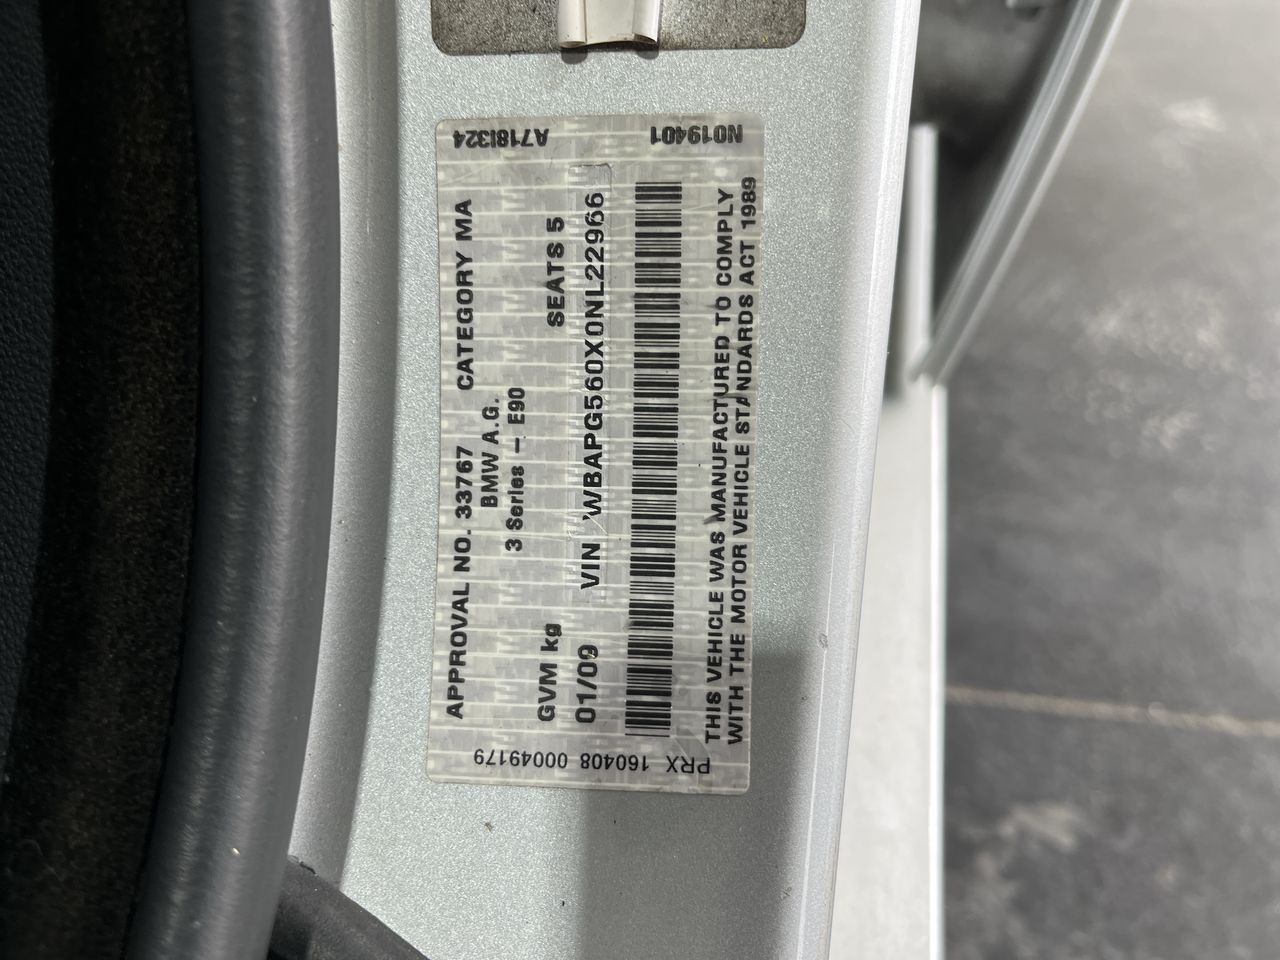 APPROVAL NO. 33767 CATEGORY MA
BMW A.G.
3 Series - E90
GVM kg SEATS 5
01/09 VIN WBAPG560X0NL22966
THIS VEHICLE WAS MANUFACTURED TO COMPLY
WITH THE MOTOR VEHICLE STANDARDS ACT 1989
A718I324
N019401
PRX 160408 00049179